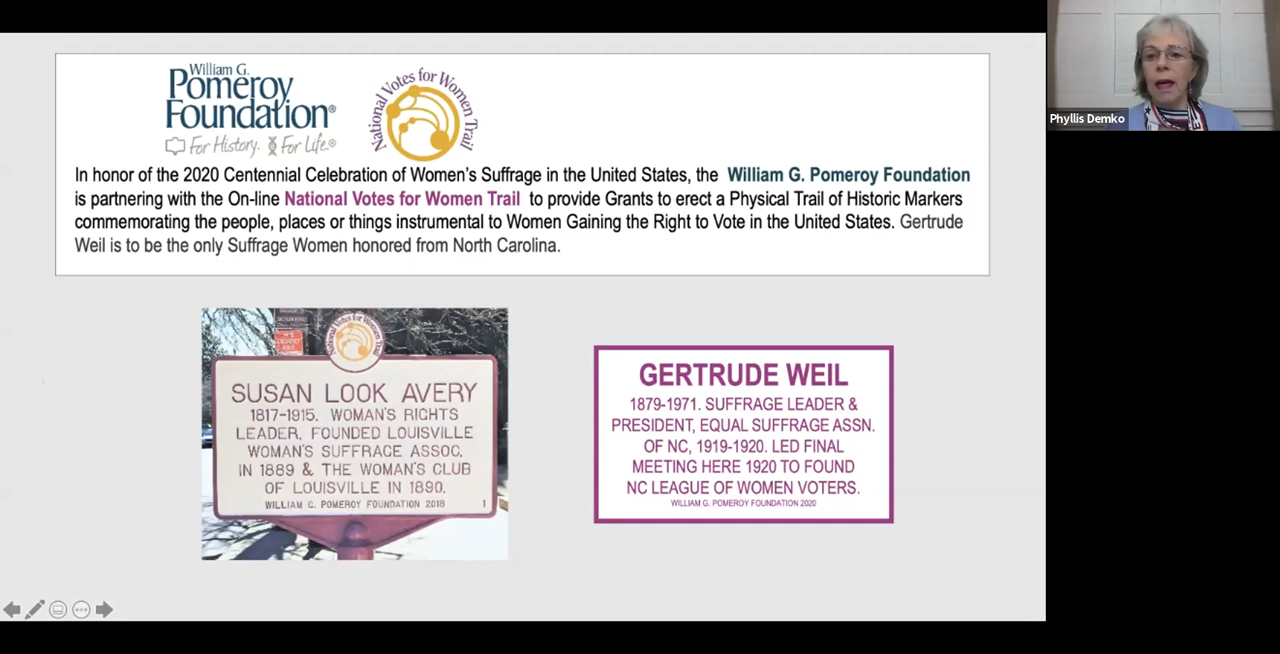 William G.
Pomeroy
Foundation®
For History. For Life.®
National Votes for Women Trail
In honor of the 2020 Centennial Celebration of Women's Suffrage in the United States, the William G. Pomeroy Foundation
is partnering with the On-line National Votes for Women Trail to provide Grants to erect a Physical Trail of Historic Markers
commemorating the people, places or things instrumental to Women Gaining the Right to Vote in the United States. Gertrude
Weil is to be the only Suffrage Women honored from North Carolina.
National Votes for Women Trail
SUSAN LOOK AVERY
1817-1915. WOMAN'S RIGHTS
LEADER, FOUNDED LOUISVILLE
WOMAN'S SUFFRAGE ASSOC.
IN 1889 & THE WOMAN'S CLUB
OF LOUISVILLE IN 1890.
WILLIAM G. POMEROY FOUNDATION 2018 1
GERTRUDE WEIL
1879-1971. SUFFRAGE LEADER &
PRESIDENT, EQUAL SUFFRAGE ASSN.
OF NC, 1919-1920. LED FINAL
MEETING HERE 1920 TO FOUND
NC LEAGUE OF WOMEN VOTERS.
WILLIAM G. POMEROY FOUNDATION 2020
Phyllis Demko